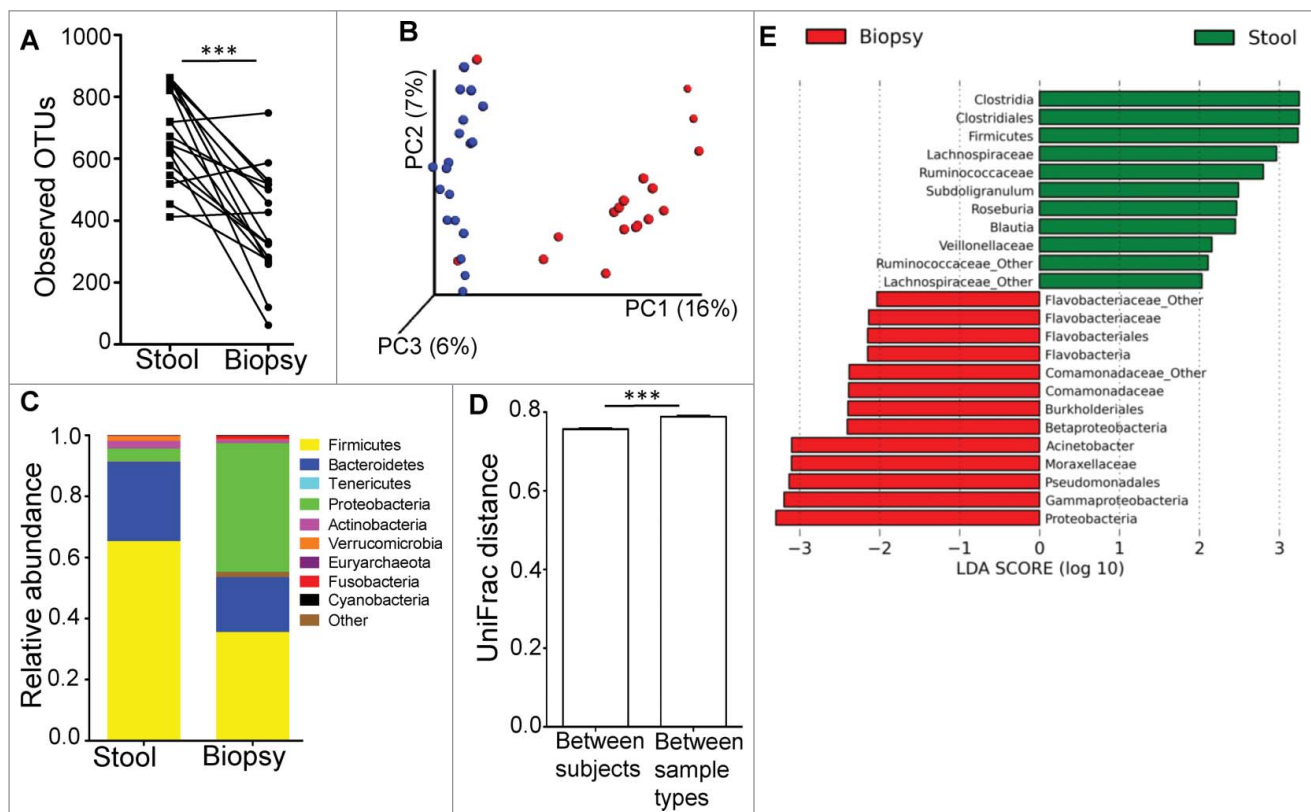 A
1000
***
800
600
400
200
0
Observed OTUs
Stool
Biopsy
B
PC2 (7%)
PC1 (16%)
PC3 (6%)
C
1.0
0.8
0.6
0.4
0.2
0.0
Relative abundance
Stool
Biopsy
Firmicutes
Bacteroidetes
Tenericutes
Proteobacteria
Actinobacteria
Verrucomicrobia
Euryarchaeota
Fusobacteria
Cyanobacteria
Other
D
***
0.8
0.6
0.4
0.2
0.0
UniFrac distance
Between
subjects
Between
sample
types
E
Biopsy
Stool
Clostridia
Clostridiales
Firmicutes
Lachnospiraceae
Ruminococcaceae
Subdoligranulum
Roseburia
Blautia
Veillonellaceae
Ruminococcaceae_Other
Lachnospiraceae_Other
Flavobacteriaceae_Other
Flavobacteriaceae
Flavobacteriales
Flavobacteria
Comamonadaceae_Other
Comamonadaceae
Burkholderiales
Betaproteobacteria
Acinetobacter
Moraxellaceae
Pseudomonadales
Gammaproteobacteria
Proteobacteria
−3 −2 −1 0 1 2 3
LDA SCORE (log 10)